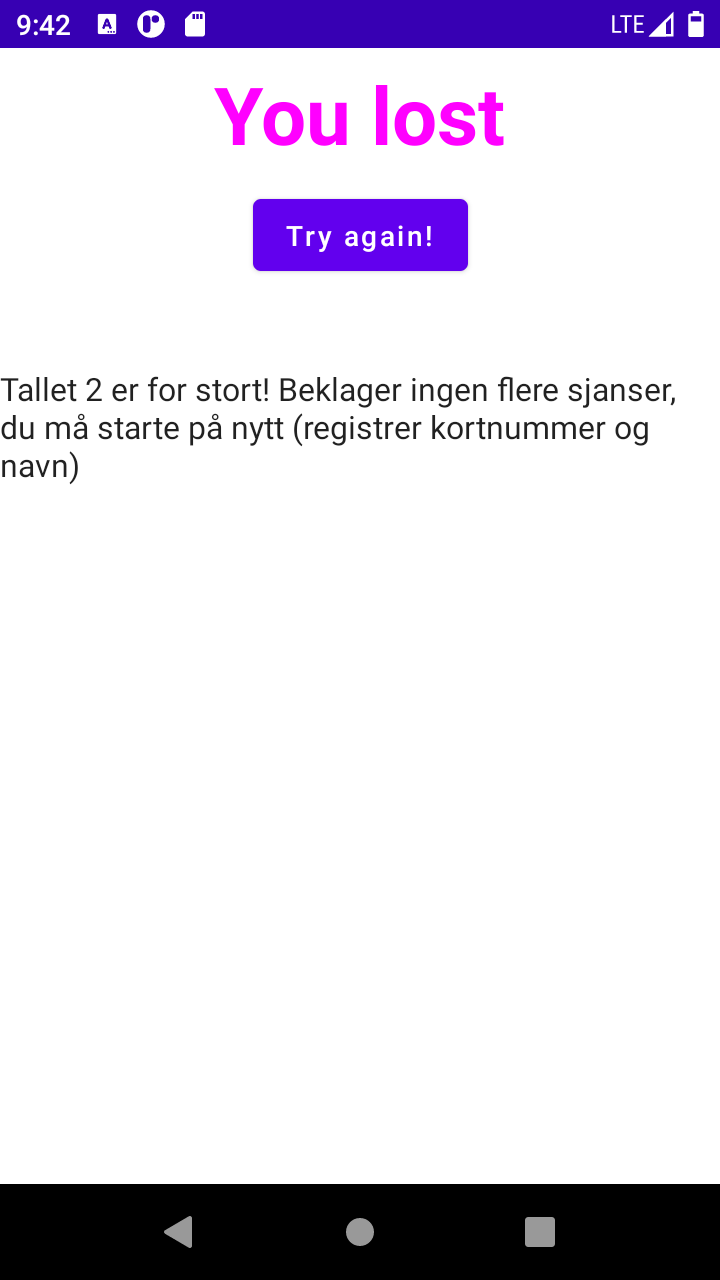 9:42
LTE
You lost
Try again!
Tallet 2 er for stort! Beklager ingen flere sjanser,
du må starte på nytt (registrer kortnummer og
navn)